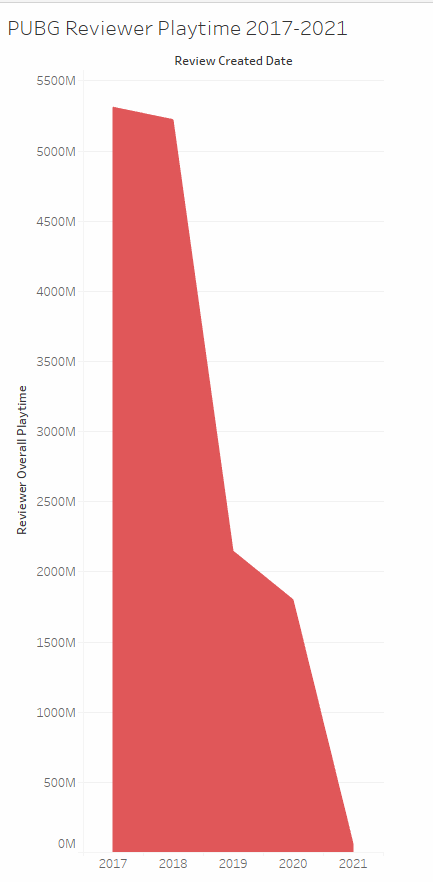 PUBG Reviewer Playtime 2017-2021
Review Created Date
5500M
5000M
4500M
4000M
3500M
3000M
2500M
2000M
1500M
1000M
500M
0M
Reviewer Overall Playtime
2017 2018 2019 2020 2021